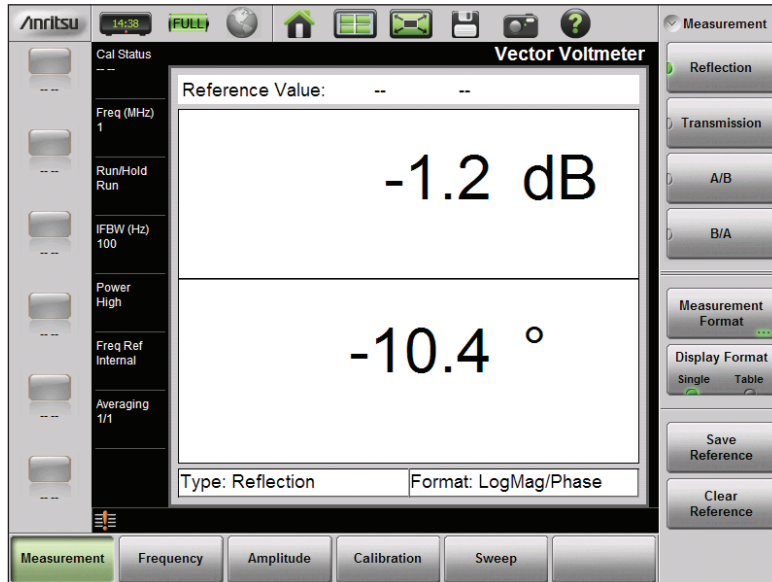 Anritsu
14:38
FULL
?
Measurement
Cal Status
-- --
Vector Voltmeter
Reference Value: -- --
Freq (MHz)
1
Run/Hold
Run
IFBW (Hz)
100
Power
High
Freq Ref
Internal
Averaging
1/1
-- --
-- --
-- --
-- --
-- --
-- --
-1.2 dB
-10.4 °
Type: Reflection
Format: LogMag/Phase
Reflection
Transmission
A/B
B/A
Measurement
Format
Display Format
Single Table
Save
Reference
Clear
Reference
Measurement
Frequency
Amplitude
Calibration
Sweep